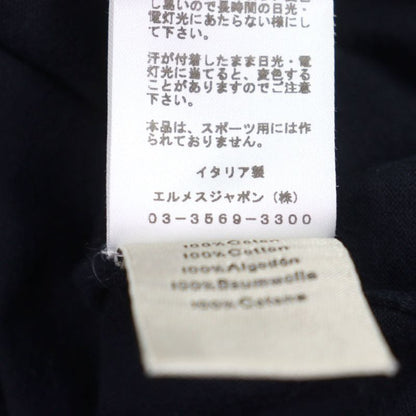 し高いので長時間の日光・
電灯光にあたらない様にし
て下さい。
汗が付着したまま日光・電
灯光に当てると、変色する
ことがありますのでご注意
下さい。
本品は、スポーツ用には作
られておりません。
イタリア製
エルメスジャポン(株)
03-3569-3300
100% Coton
100% Cotton
100% Algodón
100% Baumwolle
100% Cotone